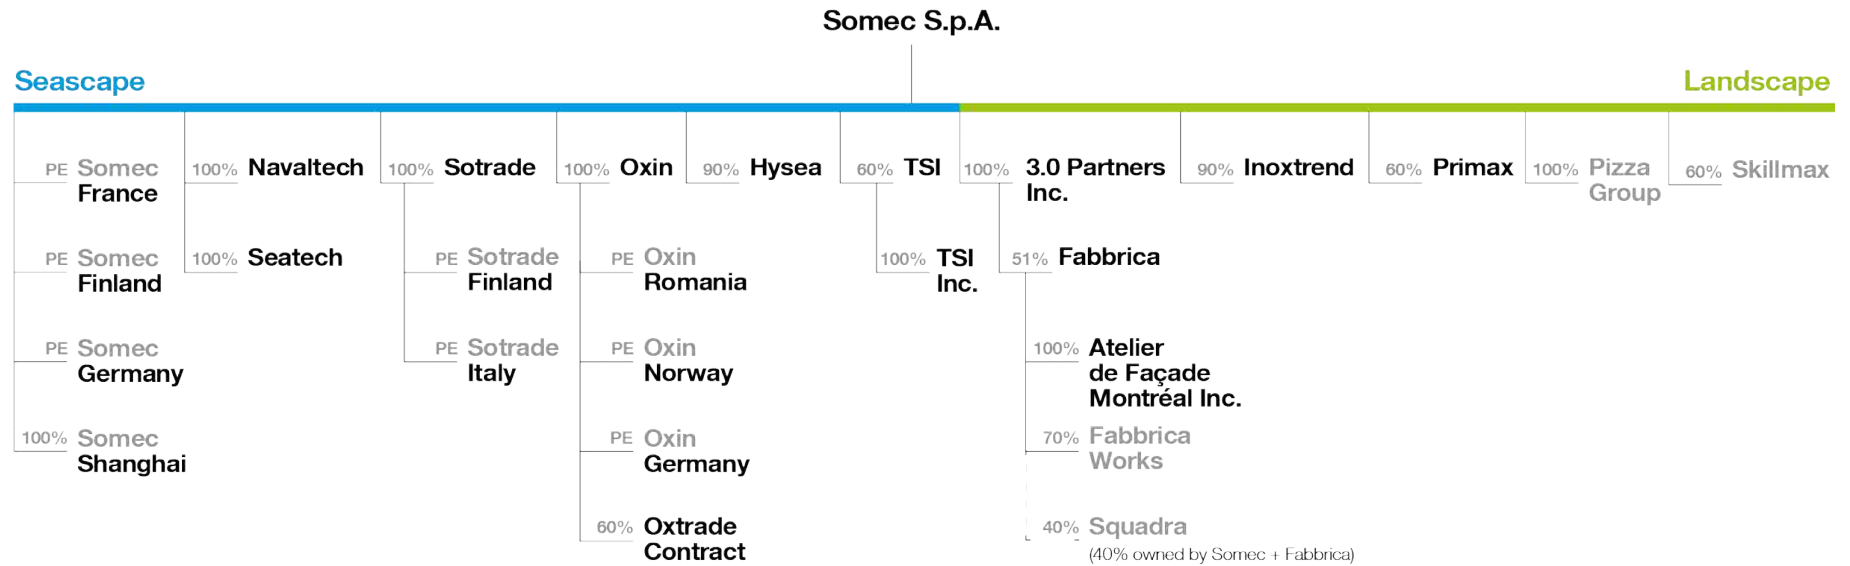 Somec S.p.A.
Seascape
Landscape
PE Somec
France
PE Somec
Finland
PE Somec
Germany
100% Somec
Shanghai
100% Navaltech
100% Seatech
100% Sotrade
PE Sotrade
Finland
PE Sotrade
Italy
100% Oxin
PE Oxin
Romania
PE Oxin
Norway
PE Oxin
Germany
60% Oxtrade
Contract
90% Hysea
60% TSI
100% TSI
Inc.
100% 3.0 Partners
Inc.
51% Fabbrica
100% Atelier
de Façade
Montréal Inc.
70% Fabbrica
Works
40% Squadra
(40% owned by Somec + Fabbrica)
90% Inoxtrend
60% Primax
100% Pizza
Group
60% Skillmax